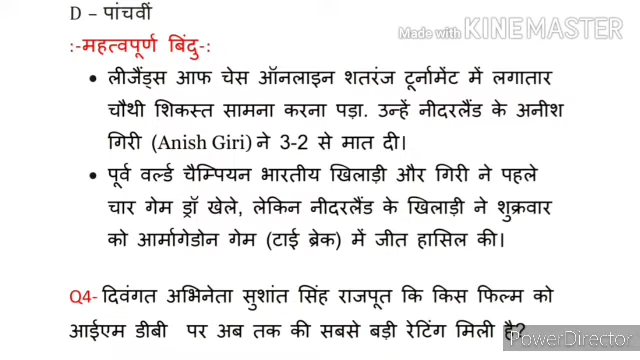 D – पांचवीं
Made with KINEMASTER
:-महत्वपूर्ण बिंदु-:
• लीजैंड्स आफ चेस ऑनलाइन शतरंज टूर्नामेंट में लगातार
चौथी शिकस्त सामना करना पड़ा. उन्हें नीदरलैंड के अनीश
गिरी (Anish Giri) ने 3-2 से मात दी।
• पूर्व वर्ल्ड चैम्पियन भारतीय खिलाड़ी और गिरी ने पहले
चार गेम ड्रॉ खेले, लेकिन नीदरलैंड के खिलाड़ी ने शुक्रवार
को आर्मागेडोन गेम (टाई ब्रेक) में जीत हासिल की।
Q4- दिवंगत अभिनेता सुशांत सिंह राजपूत कि किस फिल्म को
आईएम डीबी पर अब तक की सबसे बड़ी रेटिंग मिली है?
PowerDirector